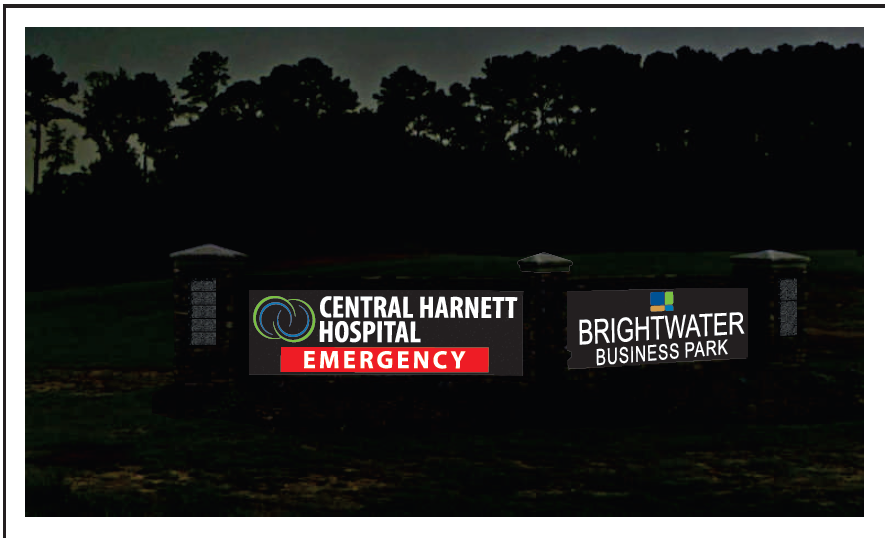 CENTRAL HARNETT
HOSPITAL
EMERGENCY
BRIGHTWATER
BUSINESS PARK